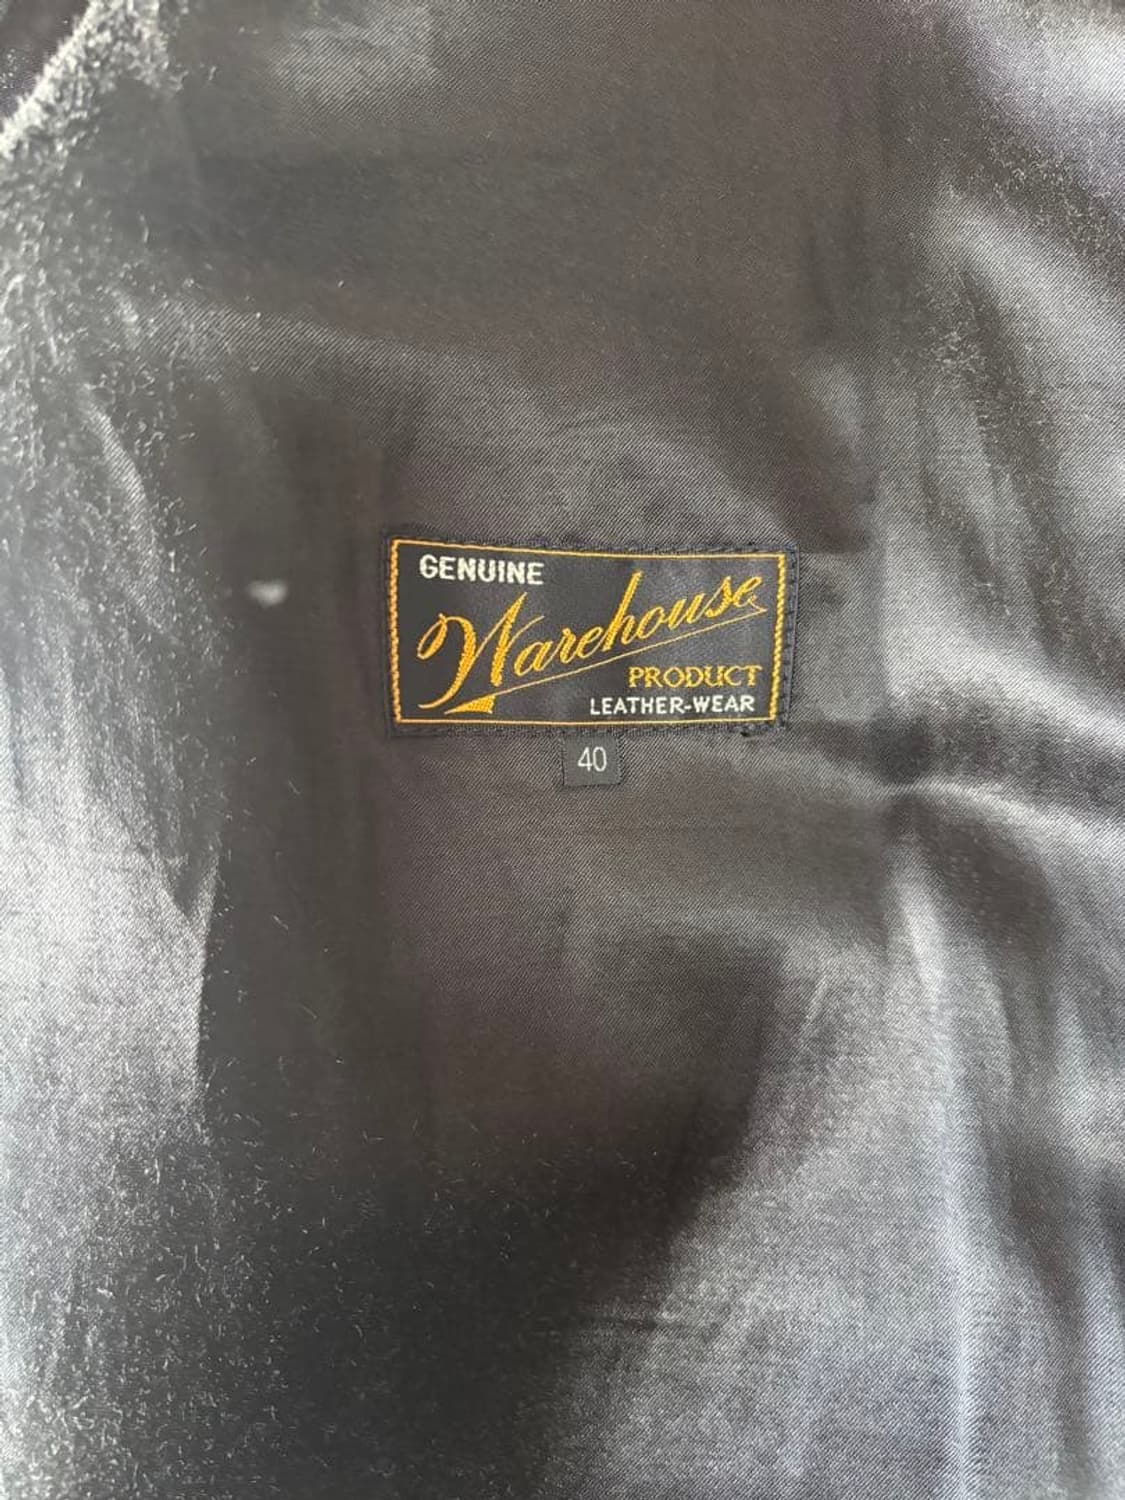 GENUINE
Warehouse
PRODUCT
LEATHER-WEAR
40